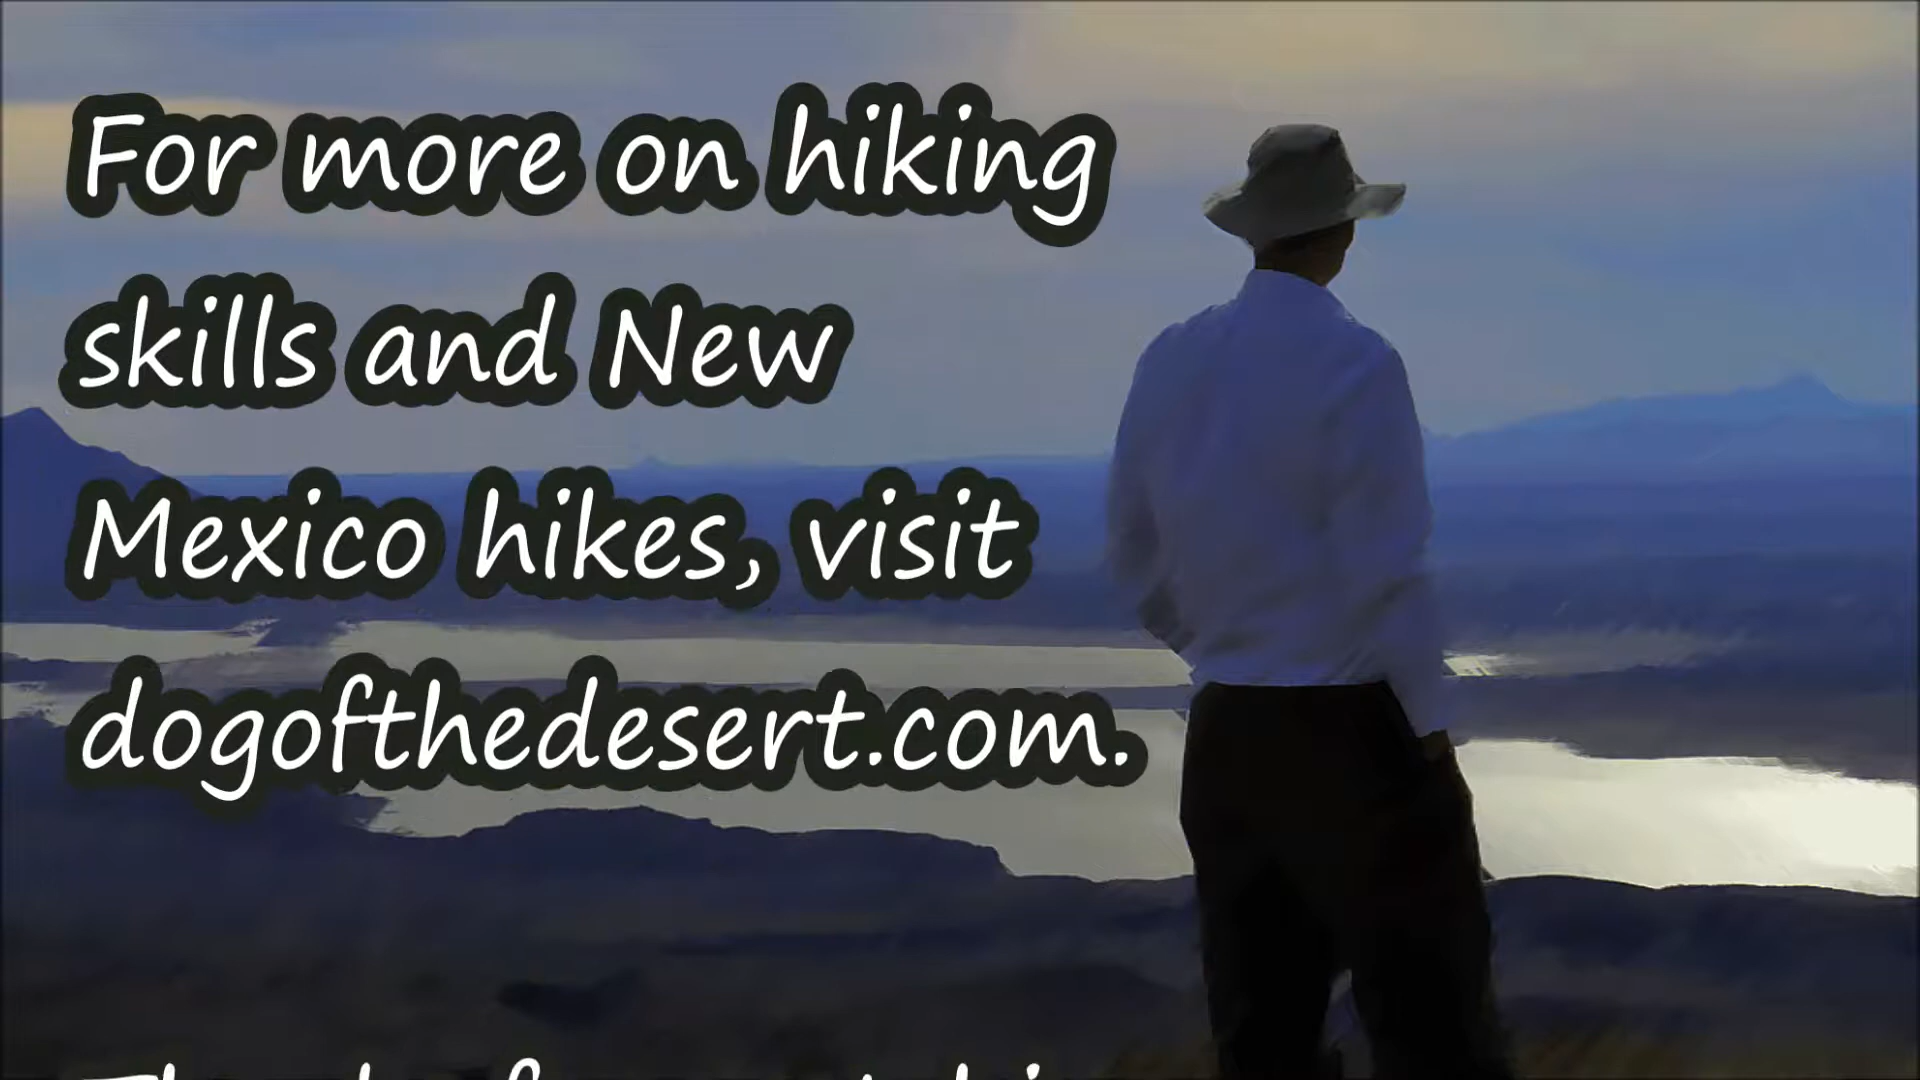 For more on hiking
skills and New
Mexico hikes, visit
dogofthedesert.com.